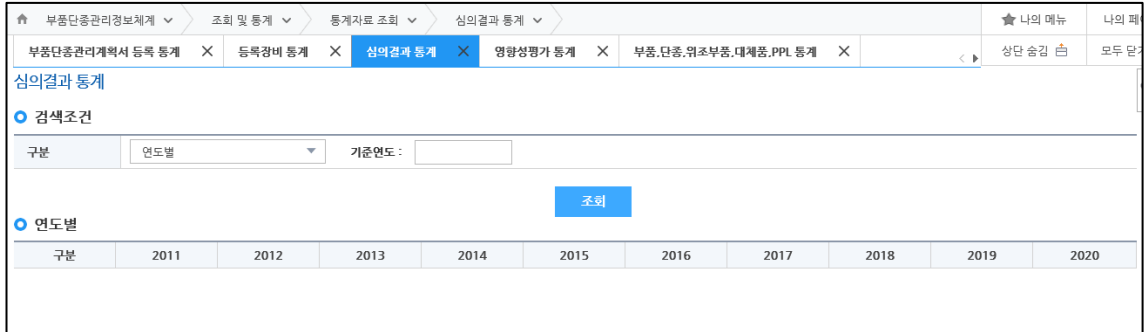 부품단종관리정보체계 조회 및 통계 통계자료 조회 심의결과 통계 나의 메뉴 나의 페
부품단종관리계획서 등록 통계 등록장비 통계 심의결과 통계 영향성평가 통계 부품,단종,위조부품,대체품,PPL 통계 상단 숨김 모두 닫
심의결과 통계
검색조건
구분 연도별 기준연도 :
조회
연도별
구분 2011 2012 2013 2014 2015 2016 2017 2018 2019 2020